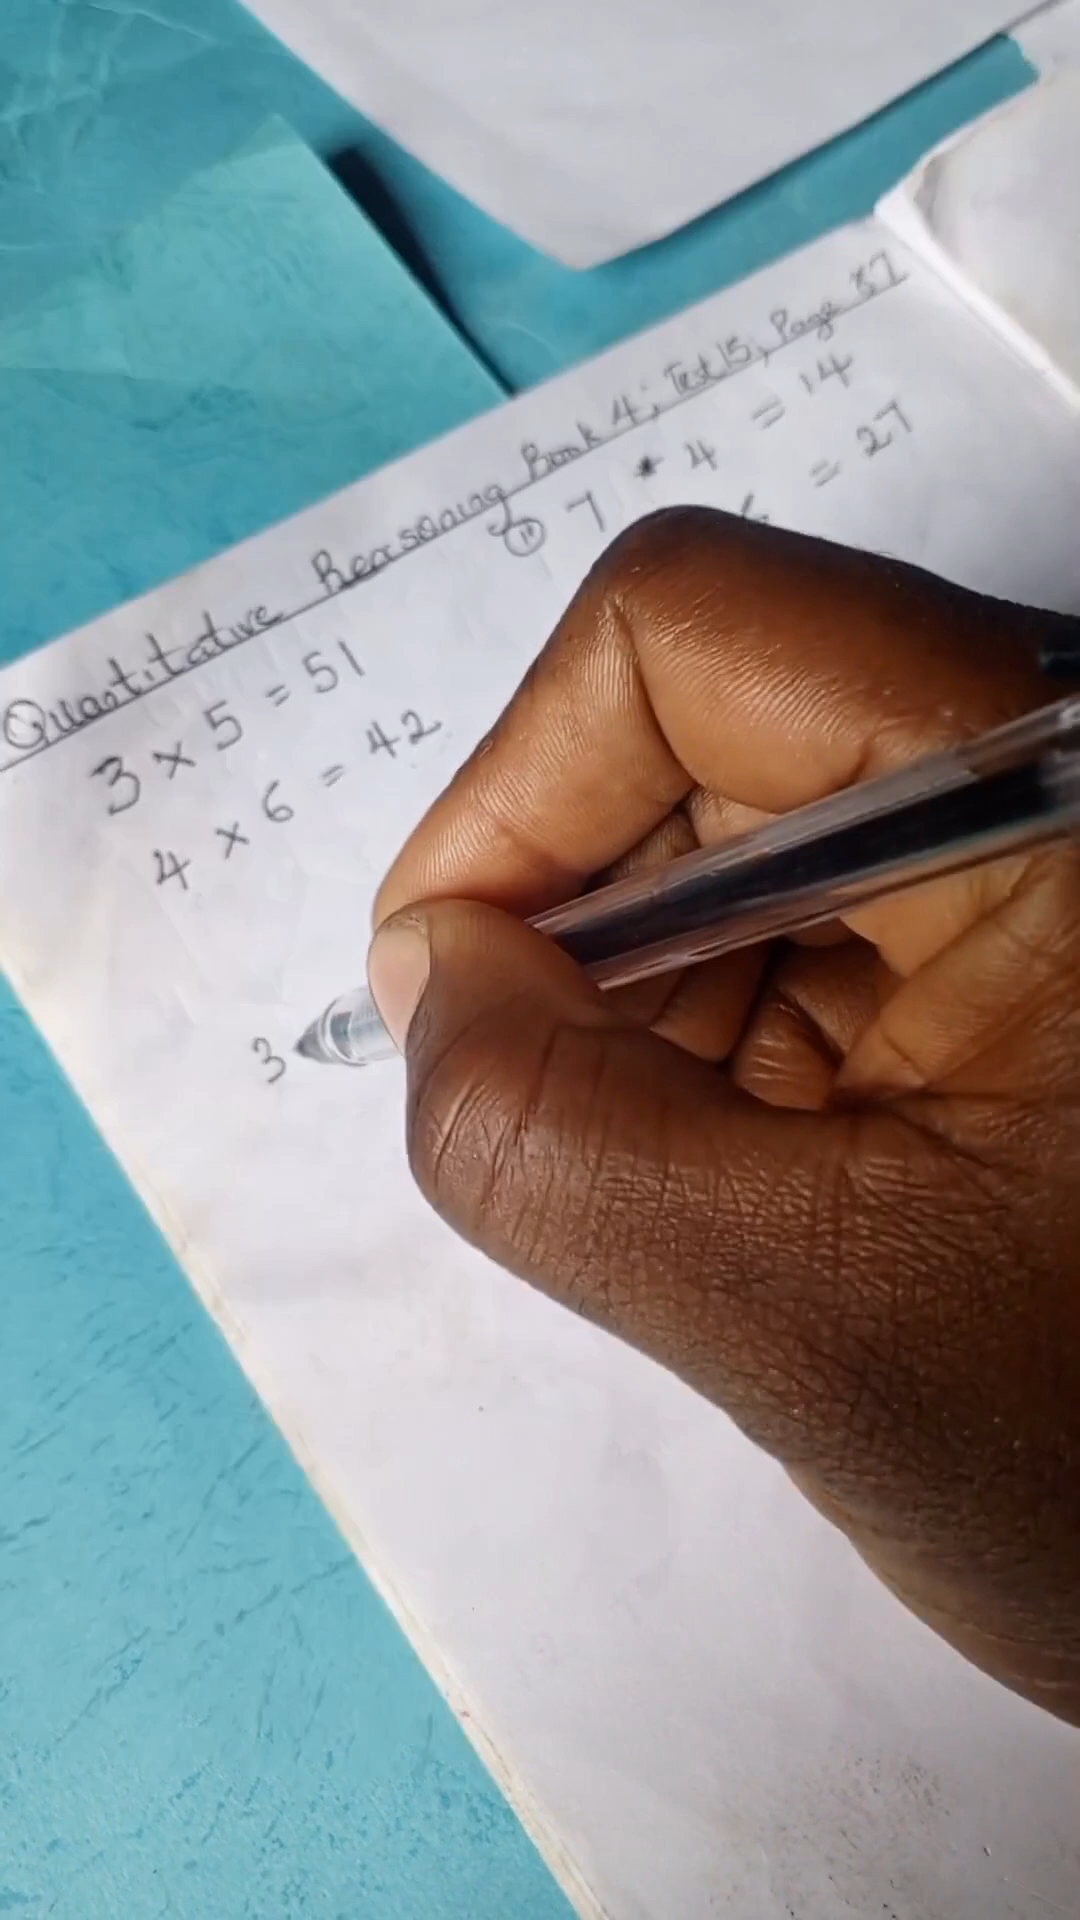 Quantitative Reasoning Book 4; Test 15, Page 37
3 × 5 = 51
4 × 6 = 42
3
(ii) 7 * 4 = 14
= 27